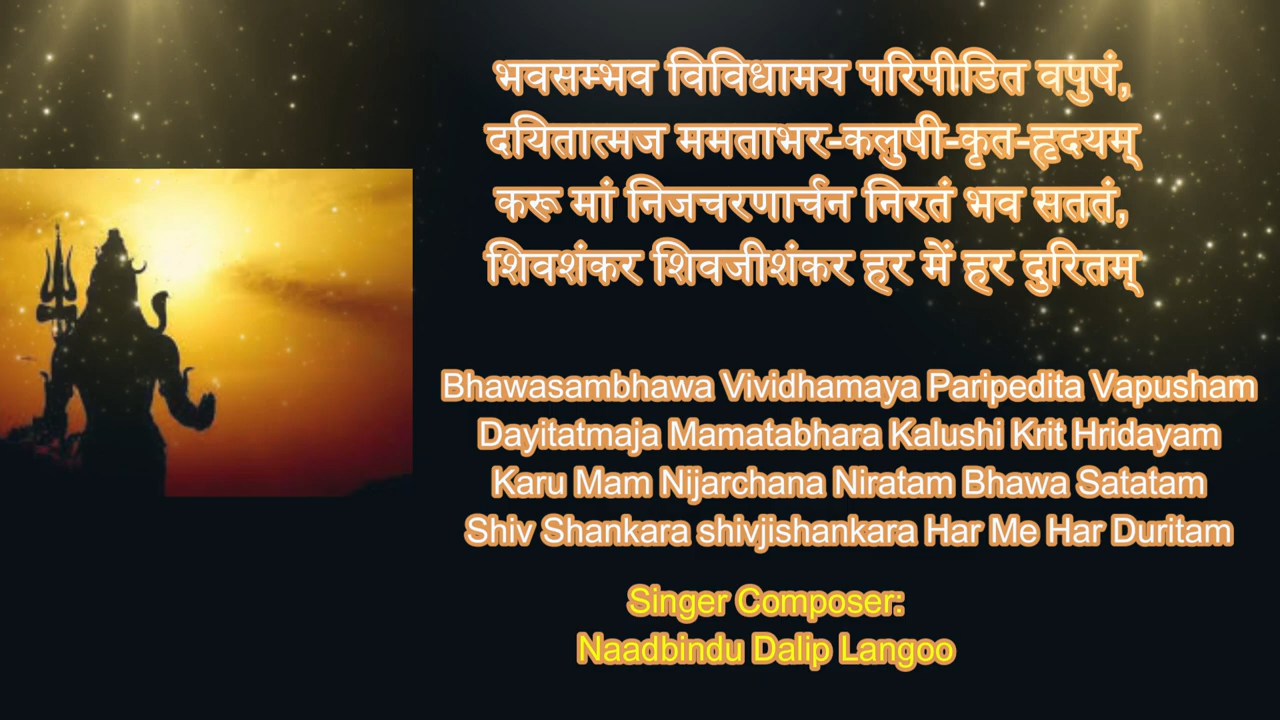 भवसम्भव विविधामय परिपीडित वपुषं,
दयितात्मज ममताभर-कलुषी-कृत-हृदयम्
करू मां निजचरणार्चन निरतं भव सततं,
शिवशंकर शिवजीशंकर हर में हर दुरितम्
Bhawasambhawa Vividhamaya Paripedita Vapusham
Dayitatmaja Mamatabhara Kalushi Krit Hridayam
Karu Mam Nijarchana Niratam Bhawa Satatam
Shiv Shankara shivjishankara Har Me Har Duritam
Singer Composer:
Naadbindu Dalip Langoo